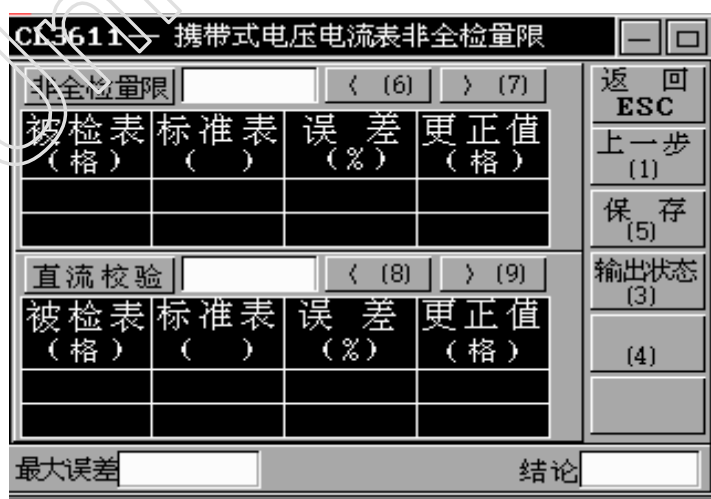 CL3611— 携带式电压电流表非全检量限
非全检量限 〈 (6) 〉 (7)
被检表(格) 标准表( ) 误 差(%) 更正值(格)
直流校验 〈 (8) 〉 (9)
被检表(格) 标准表( ) 误 差(%) 更正值(格)
返 回
ESC
上一步
(1)
保 存
(5)
输出状态
(3)
(4)
最大误差 结论